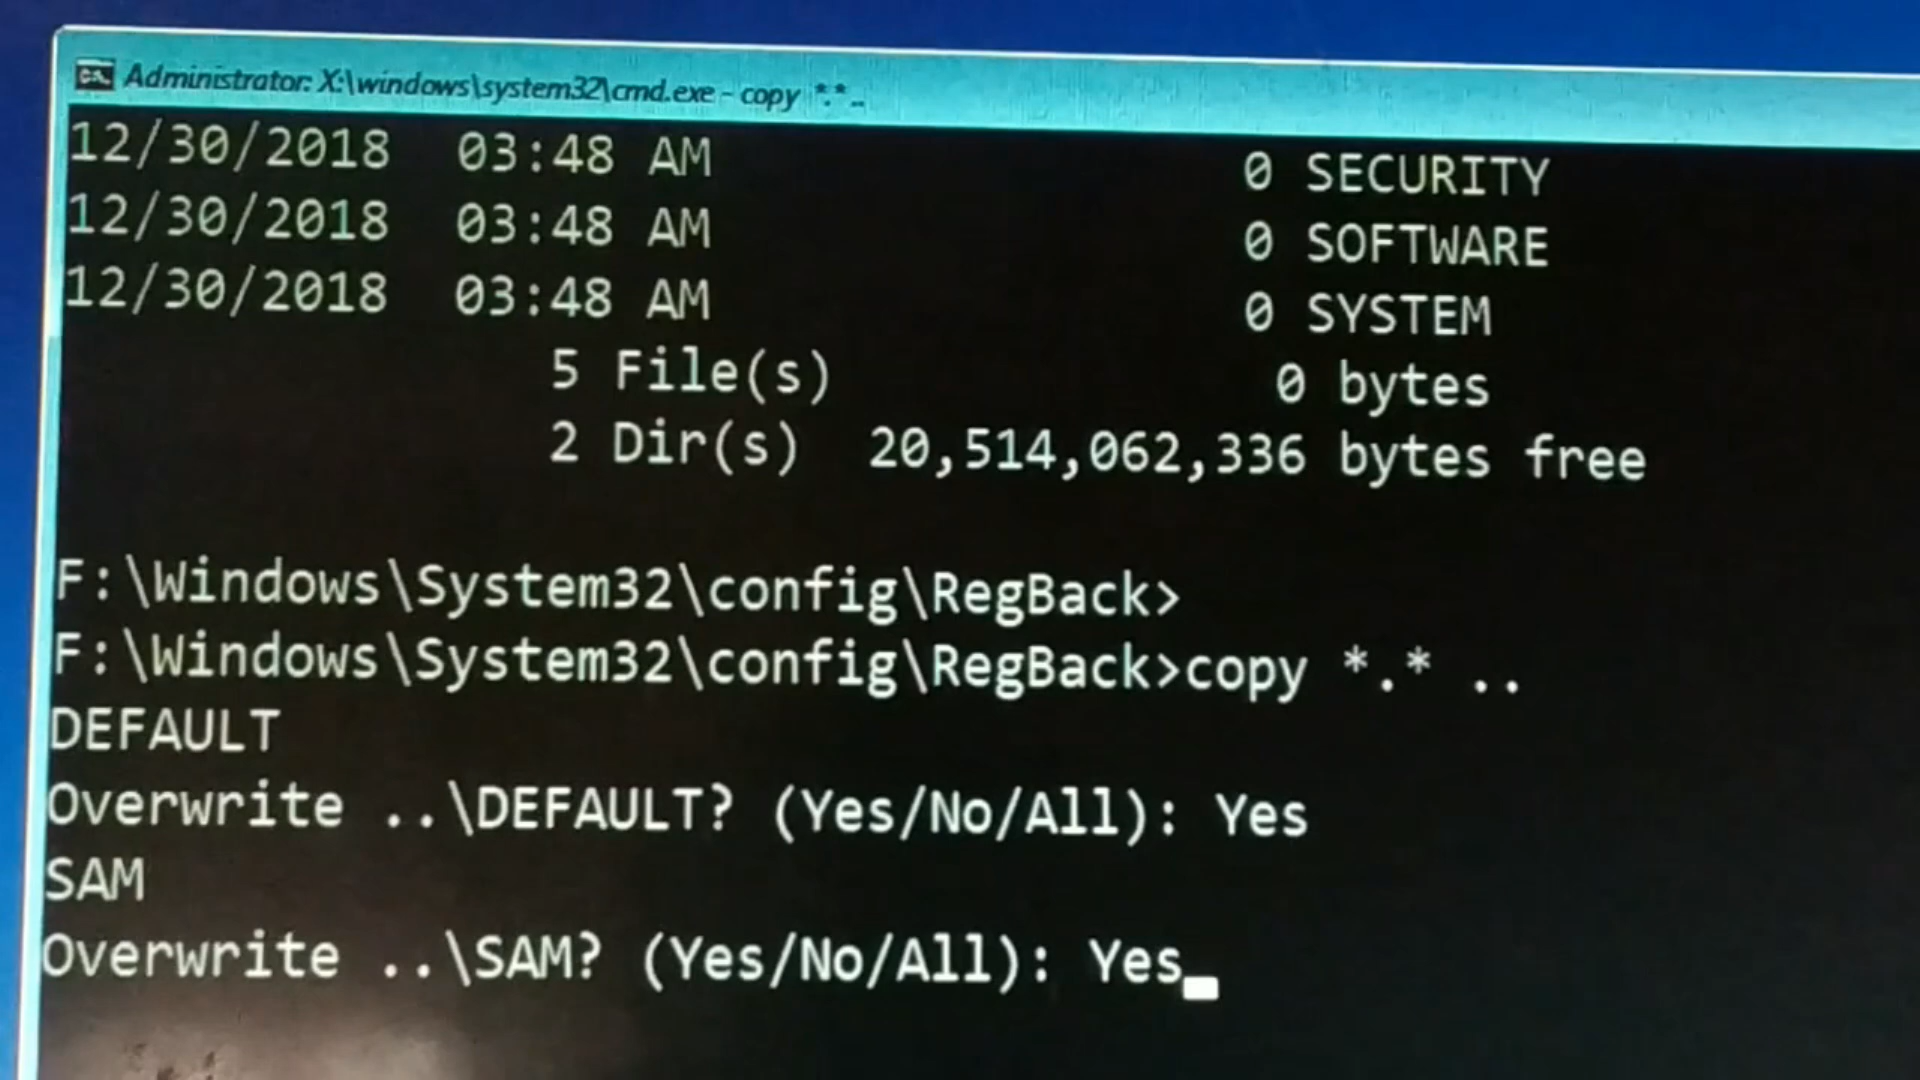 Administrator: X:\windows\system32\cmd.exe - copy *.* ..
12/30/2018 03:48 AM 0 SECURITY
12/30/2018 03:48 AM 0 SOFTWARE
12/30/2018 03:48 AM 0 SYSTEM
5 File(s) 0 bytes
2 Dir(s) 20,514,062,336 bytes free
F:\Windows\System32\config\RegBack>
F:\Windows\System32\config\RegBack>copy *.* ..
DEFAULT
Overwrite ..\DEFAULT? (Yes/No/All): Yes
SAM
Overwrite ..\SAM? (Yes/No/All): Yes